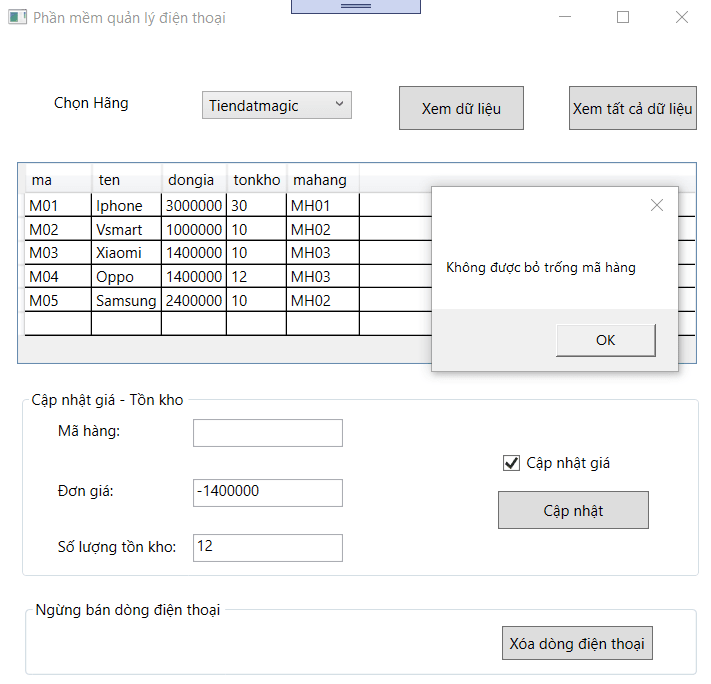 Phần mềm quản lý điện thoại
Chọn Hãng
Tiendatmagic
Xem dữ liệu
Xem tất cả dữ liệu
ma ten dongia tonkho mahang
M01 Iphone 3000000 30 MH01
M02 Vsmart 1000000 10 MH02
M03 Xiaomi 1400000 10 MH03
M04 Oppo 1400000 12 MH03
M05 Samsung 2400000 10 MH02
Không được bỏ trống mã hàng
OK
Cập nhật giá - Tồn kho
Mã hàng:
Đơn giá: -1400000
Số lượng tồn kho: 12
Cập nhật giá
Cập nhật
Ngừng bán dòng điện thoại
Xóa dòng điện thoại